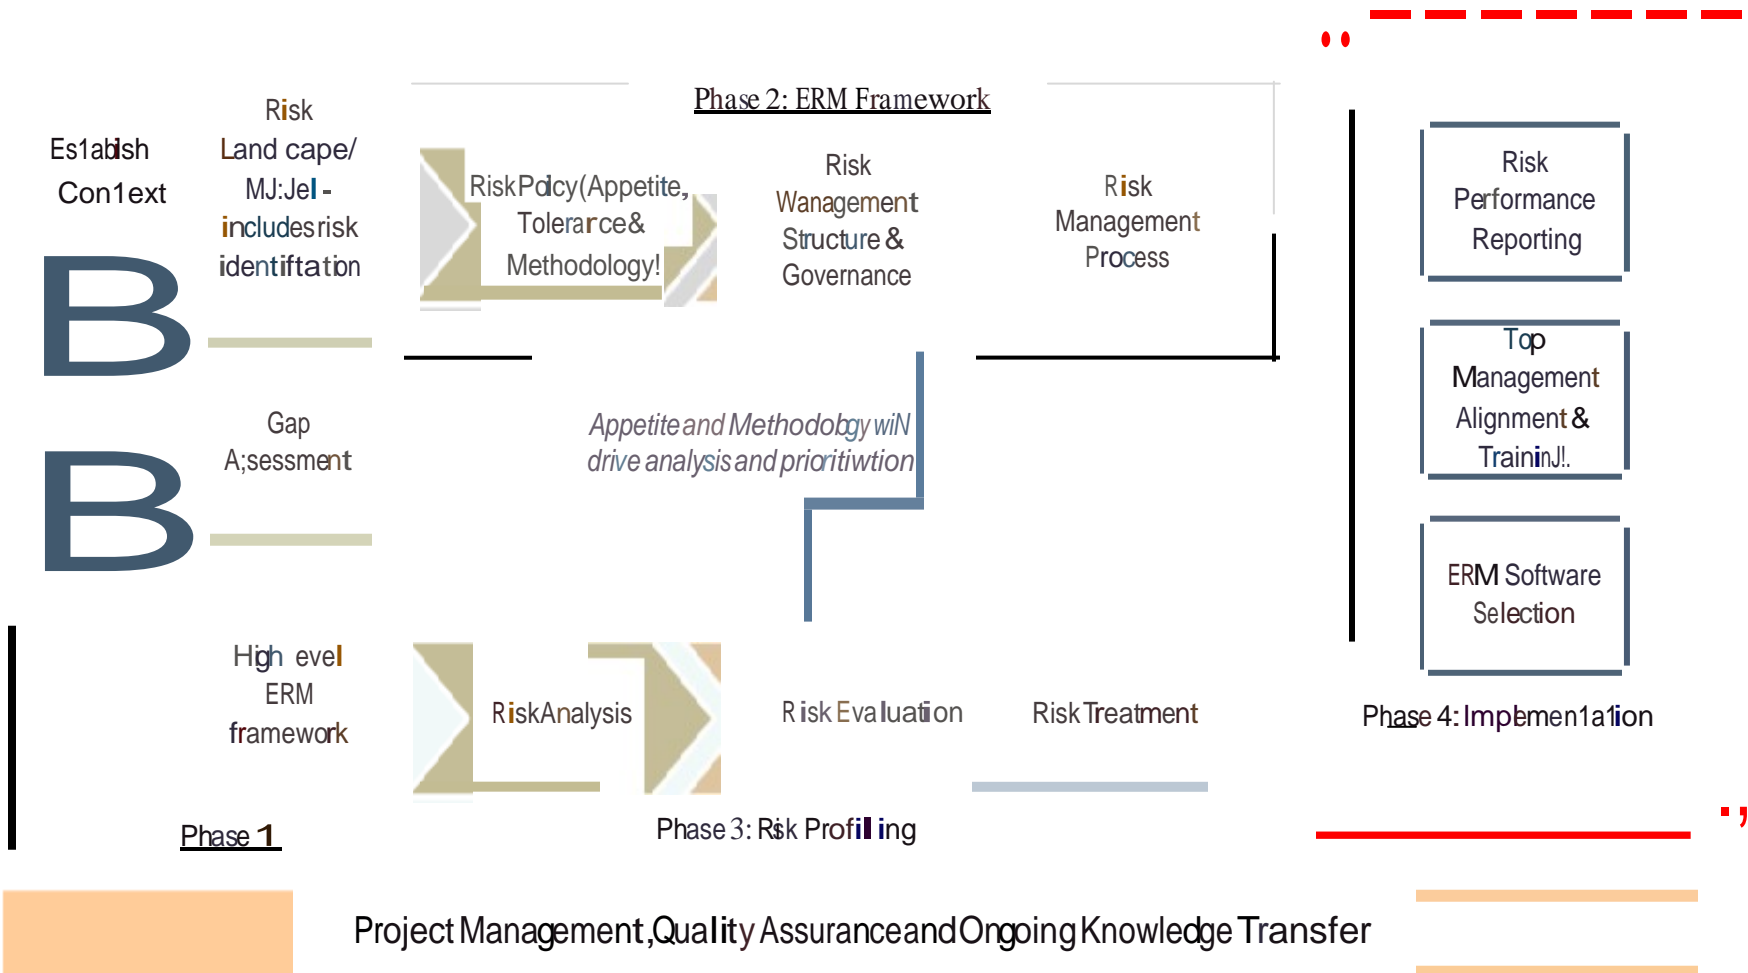 Phase 2: ERM Framework
Es1abish
Con1ext
Risk
Land cape/
MJ:Jel -
includes risk
identiftation
Risk Pdicy (Appetite,
Tolerarce &
Methodology!
Risk
Wanagement
Structure &
Governance
Risk
Management
Process
B
Gap
A;sessment
B
Appetite and Methodobgy wiN
drive analysis and prioritiwtion
High evel
ERM
framework
Risk Analysis
Risk Evaluation
Risk Treatment
Phase 1
Phase 3: Risk Profiling
Risk
Performance
Reporting
Top
Management
Alignment &
TraininJ!.
ERM Software
Selection
Phase 4: Implemen1a1ion
Project Management, Quality Assurance and Ongoing Knowledge Transfer